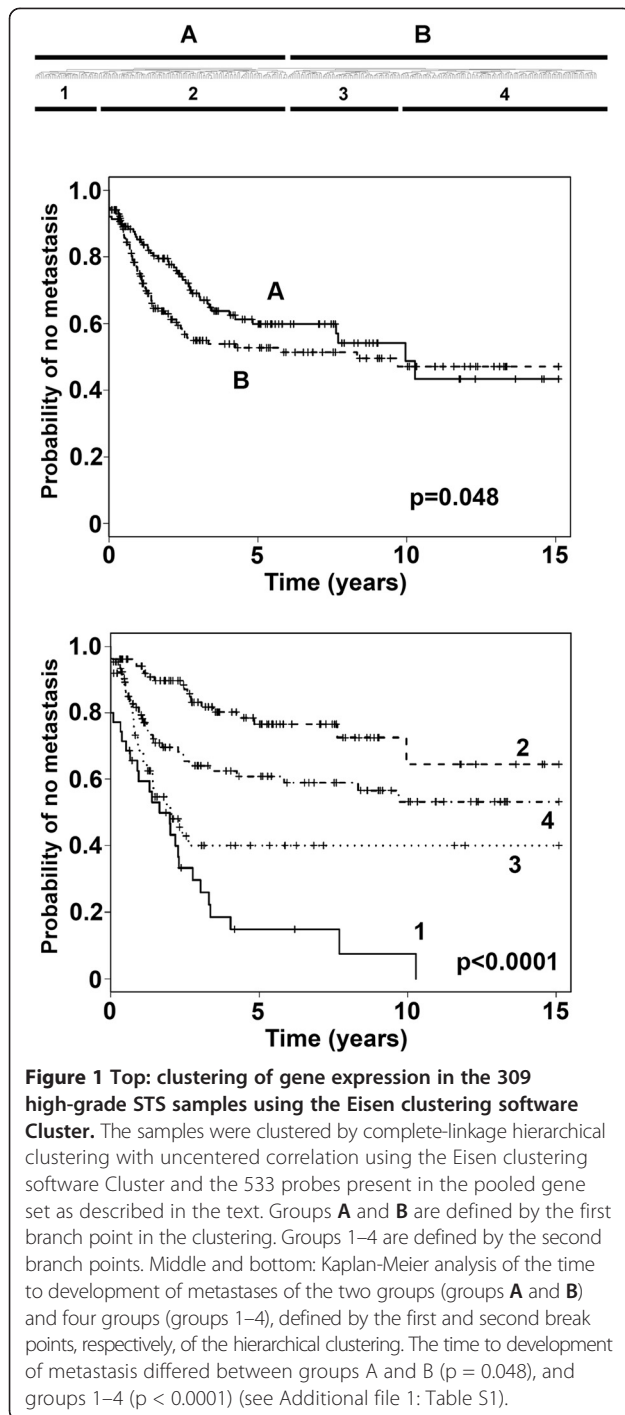 A B
1 2 3 4
1.0
0.8
0.6
0.4
0.2
0
Probability of no metastasis
A
B
p=0.048
0 5 10 15
Time (years)
1.0
0.8
0.6
0.4
0.2
0
Probability of no metastasis
2
4
3
1
p<0.0001
0 5 10 15
Time (years)
Figure 1 Top: clustering of gene expression in the 309
high-grade STS samples using the Eisen clustering software
Cluster. The samples were clustered by complete-linkage hierarchical
clustering with uncentered correlation using the Eisen clustering
software Cluster and the 533 probes present in the pooled gene
set as described in the text. Groups A and B are defined by the first
branch point in the clustering. Groups 1–4 are defined by the second
branch points. Middle and bottom: Kaplan-Meier analysis of the time
to development of metastases of the two groups (groups A and B)
and four groups (groups 1–4), defined by the first and second break
points, respectively, of the hierarchical clustering. The time to development
of metastasis differed between groups A and B (p = 0.048), and
groups 1–4 (p < 0.0001) (see Additional file 1: Table S1).